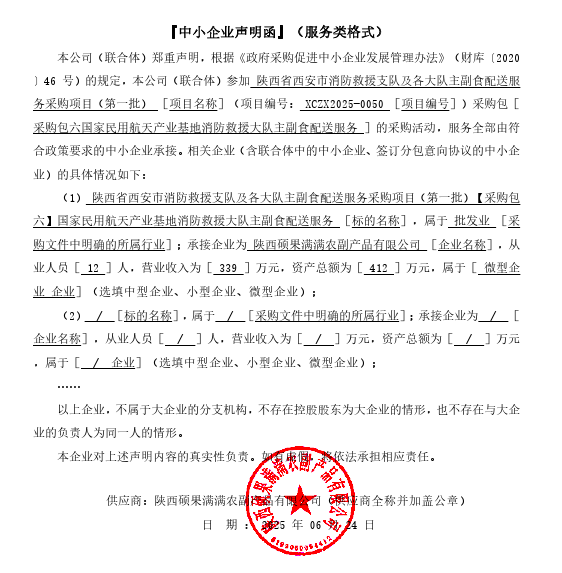 『中小企业声明函』（服务类格式）
本公司（联合体）郑重声明，根据《政府采购促进中小企业发展管理办法》（财库〔2020
〕46 号）的规定，本公司（联合体）参加 陕西省西安市消防救援支队及各大队主副食配送服
务采购项目（第一批） ［项目名称］（项目编号： XCZX2025-0050 ［项目编号］）采购包［
采购包六国家民用航天产业基地消防救援大队主副食配送服务 ］的采购活动，服务全部由符
合政策要求的中小企业承接。相关企业（含联合体中的中小企业、签订分包意向协议的中小企
业）的具体情况如下：
（1） 陕西省西安市消防救援支队及各大队主副食配送服务采购项目（第一批）【采购包
六】国家民用航天产业基地消防救援大队主副食配送服务 ［标的名称］，属于 批发业 ［采
购文件中明确的所属行业］；承接企业为 陕西硕果满满农副产品有限公司 ［企业名称］，从
业人员［ 12 ］人，营业收入为［ 339 ］万元，资产总额为［ 412 ］万元，属于［ 微型企
业 企业］（选填中型企业、小型企业、微型企业）；
（2） / ［标的名称］，属于 / ［采购文件中明确的所属行业］；承接企业为 / ［
企业名称］，从业人员［ / ］人，营业收入为［ / ］万元，资产总额为［ / ］万元
，属于［ / 企业］（选填中型企业、小型企业、微型企业）；
……
以上企业，不属于大企业的分支机构，不存在控股股东为大企业的情形，也不存在与大企
业的负责人为同一人的情形。
本企业对上述声明内容的真实性负责。如有虚假，将依法承担相应责任。
供应商：陕西硕果满满农副产品有限公司（供应商全称并加盖公章）
日 期：2025 年 06 月 24 日
陕西硕果满满农副产品有限公司